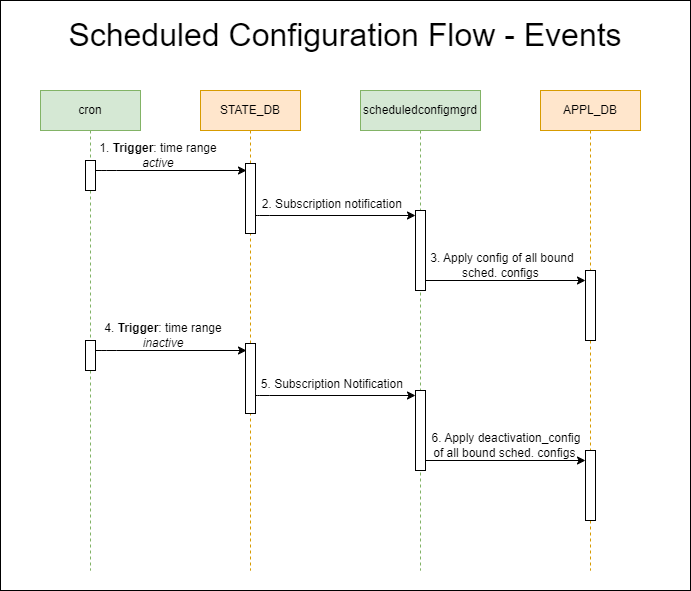 Scheduled Configuration Flow - Events
cron
STATE_DB
scheduledconfigmgrd
APPL_DB
1. Trigger: time range
active
2. Subscription notification
3. Apply config of all bound
sched. configs
4. Trigger: time range
inactive
5. Subscription Notification
6. Apply deactivation_config
of all bound sched. configs